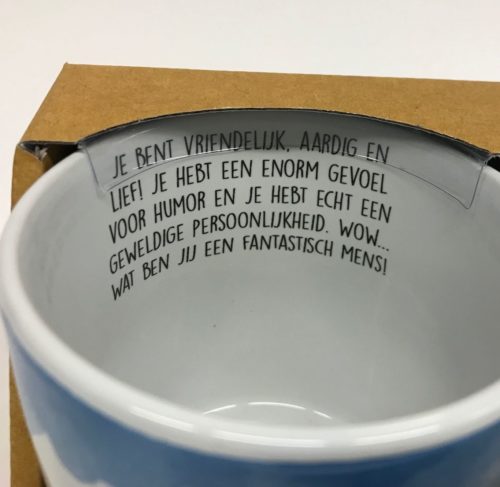 JE BENT VRIENDELIJK, AARDIG EN
LIEF! JE HEBT EEN ENORM GEVOEL
VOOR HUMOR EN JE HEBT ECHT EEN
GEWELDIGE PERSOONLIJKHEID. WOW...
WAT BEN JIJ EEN FANTASTISCH MENS!